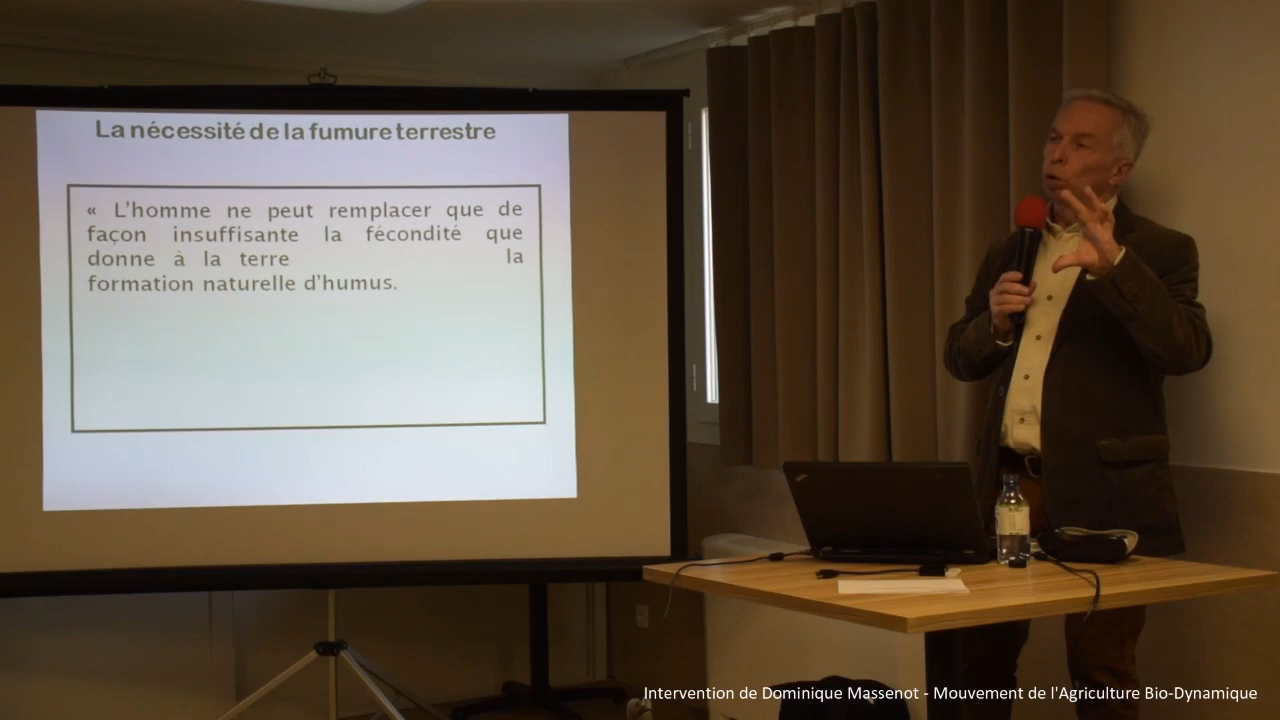 La nécessité de la fumure terrestre
« L'homme ne peut remplacer que de
façon insuffisante la fécondité que
donne à la terre la
formation naturelle d'humus.
Intervention de Dominique Massenot - Mouvement de l'Agriculture Bio-Dynamique